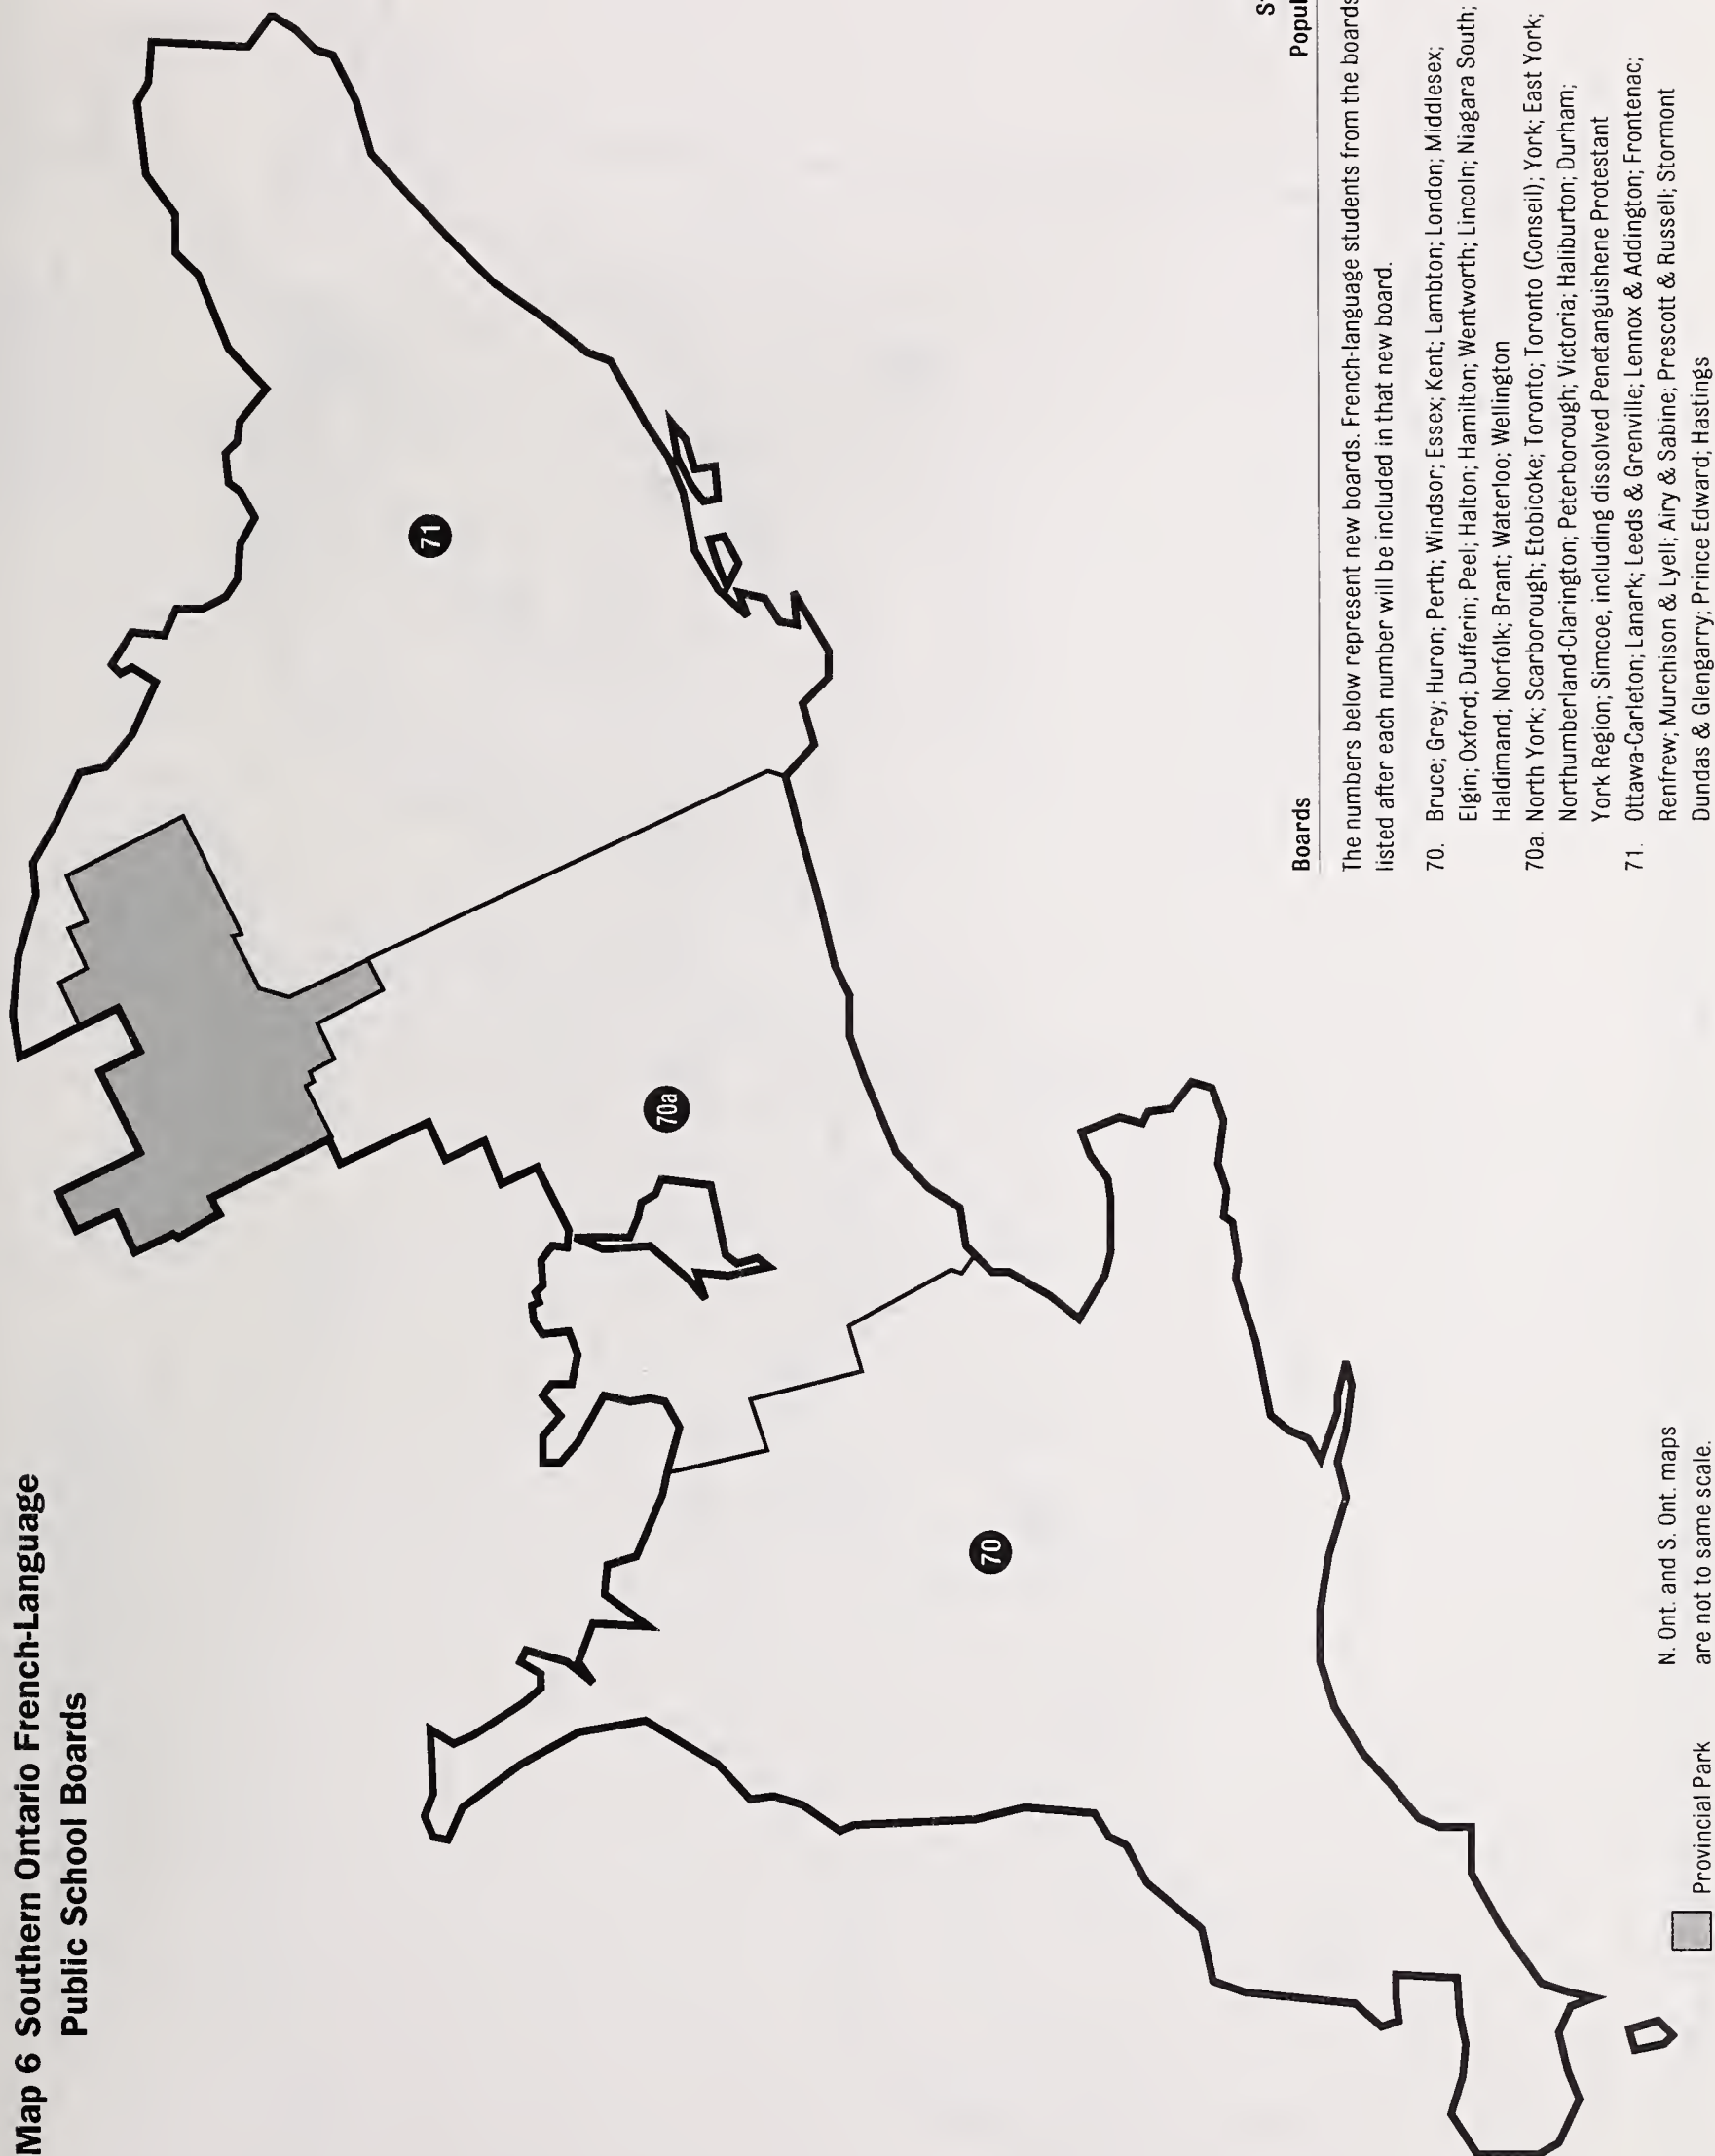 Map 6 Southern Ontario French-Language
Public School Boards
71
70a
70
Provincial Park
N. Ont. and S. Ont. maps
are not to same scale.
Boards
The numbers below represent new boards. French-language students from the boards
listed after each number will be included in that new board.
70. Bruce; Grey; Huron; Perth; Windsor; Essex; Kent; Lambton; London; Middlesex;
Elgin; Oxford; Dufferin; Peel; Halton; Hamilton; Wentworth; Lincoln; Niagara South;
Haldimand; Norfolk; Brant; Waterloo; Wellington
70a. North York; Scarborough; Etobicoke; Toronto; Toronto (Conseil); York; East York;
Northumberland-Clarington; Peterborough; Victoria; Haliburton; Durham;
York Region; Simcoe, including dissolved Penetanguishene Protestant
71. Ottawa-Carleton; Lanark; Leeds & Grenville; Lennox & Addington; Frontenac;
Renfrew; Murchison & Lyell; Airy & Sabine; Prescott & Russell; Stormont
Dundas & Glengarry; Prince Edward; Hastings